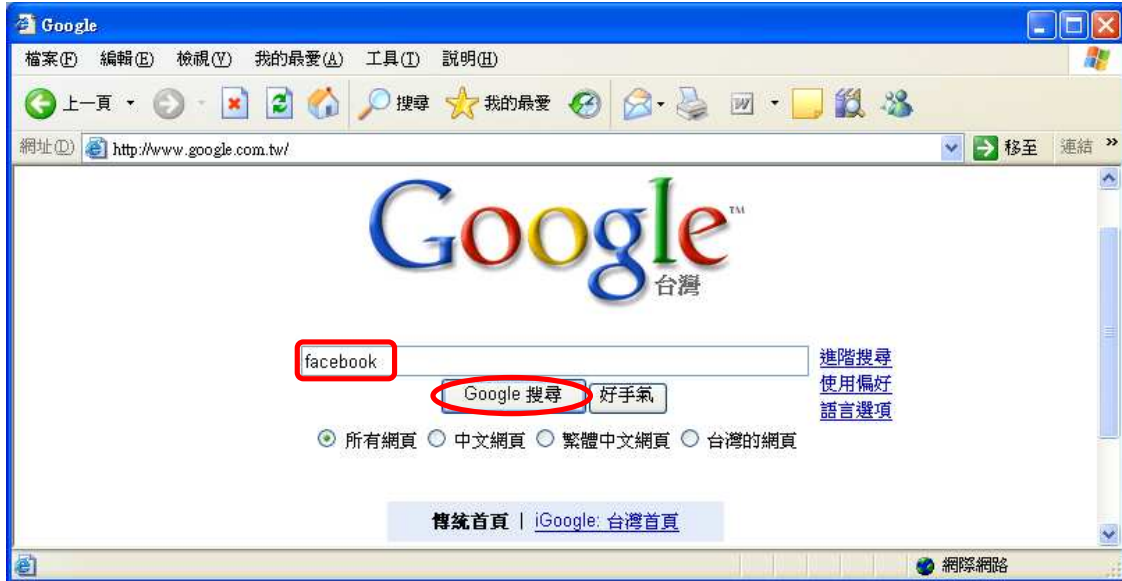 Google
檔案(F) 編輯(E) 檢視(V) 我的最愛(A) 工具(T) 說明(H)
上一頁 搜尋 我的最愛
網址(D) http://www.google.com.tw/ 移至 連結 »
Google™
台灣
facebook 進階搜尋
Google 搜尋 好手氣 使用偏好
語言選項
所有網頁 中文網頁 繁體中文網頁 台灣的網頁
傳統首頁 | iGoogle: 台灣首頁
網際網路